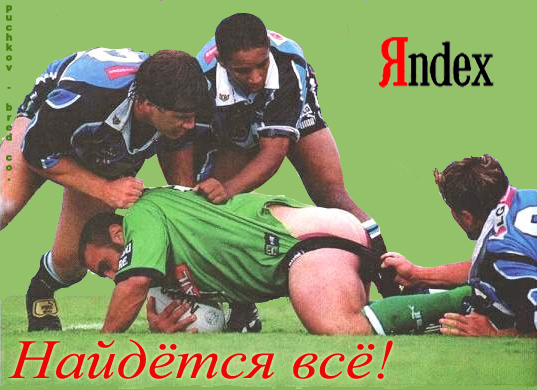 puchkov - bred co.
Яndex
Найдётся всё!